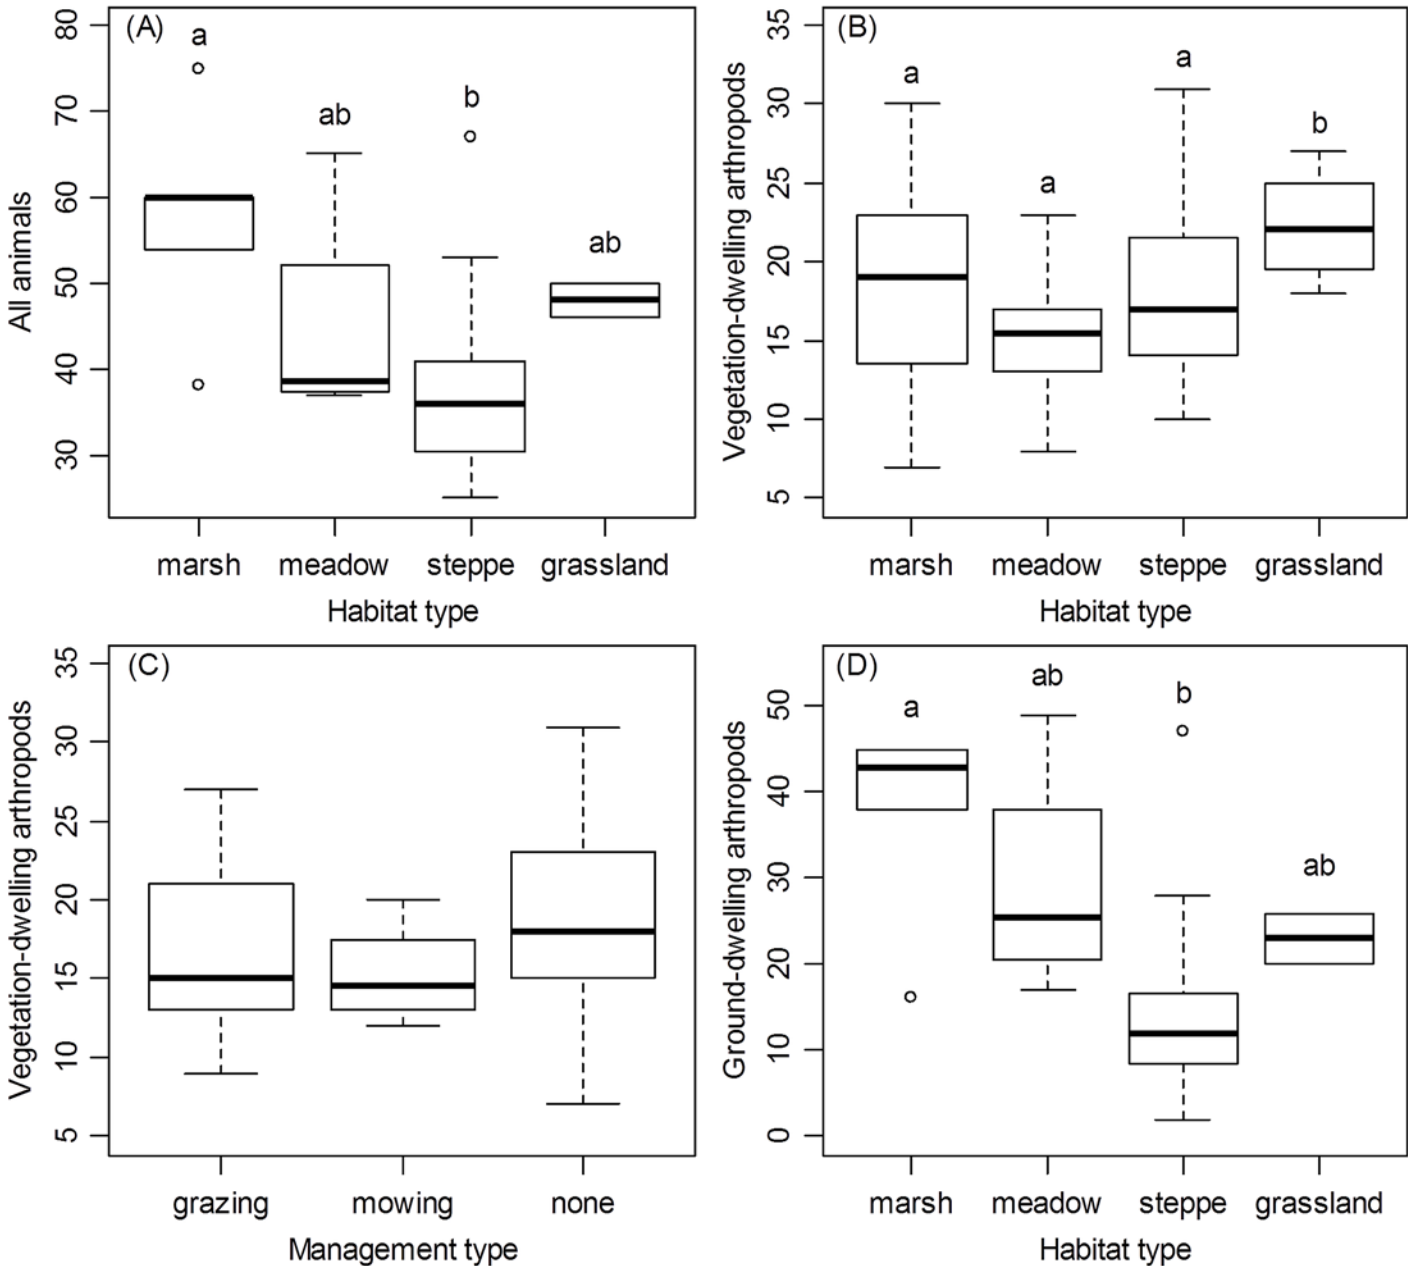 (A)
a
ab
b
ab
80
70
60
50
40
30
All animals
marsh meadow steppe grassland
Habitat type
(B)
a
a
a
b
35
30
25
20
15
10
5
Vegetation-dwelling arthropods
marsh meadow steppe grassland
Habitat type
(C)
35
30
25
20
15
10
5
Vegetation-dwelling arthropods
grazing mowing none
Management type
(D)
a
ab
b
ab
50
40
30
20
10
0
Ground-dwelling arthropods
marsh meadow steppe grassland
Habitat type